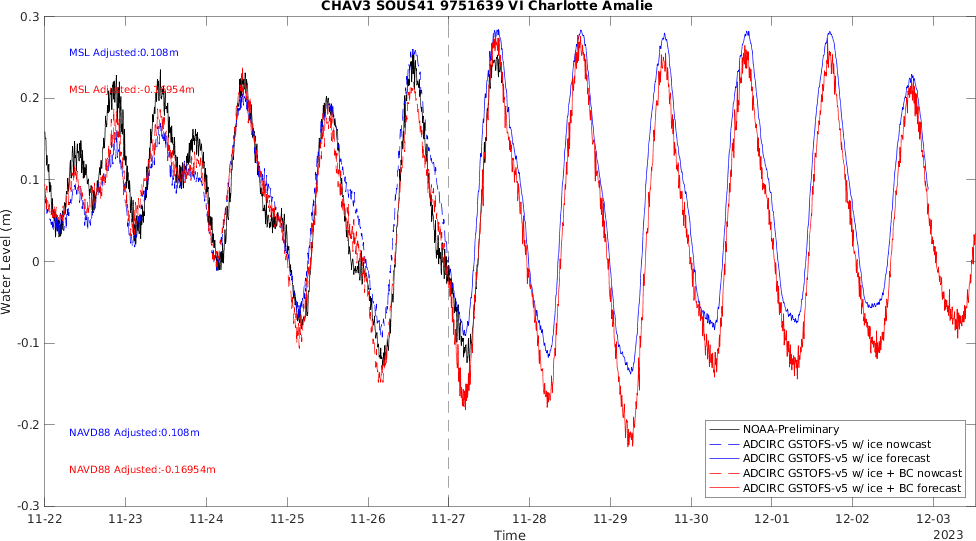 CHAV3 SOUS41 9751639 VI Charlotte Amalie
0.3
0.2
0.1
0
-0.1
-0.2
-0.3
Water Level (m)
MSL Adjusted:0.108m
MSL Adjusted:-0.16954m
NAVD88 Adjusted:0.108m
NAVD88 Adjusted:-0.16954m
NOAA-Preliminary
ADCIRC GSTOFS-v5 w/ ice nowcast
ADCIRC GSTOFS-v5 w/ ice forecast
ADCIRC GSTOFS-v5 w/ ice + BC nowcast
ADCIRC GSTOFS-v5 w/ ice + BC forecast
11-22 11-23 11-24 11-25 11-26 11-27 11-28 11-29 11-30 12-01 12-02 12-03
2023
Time